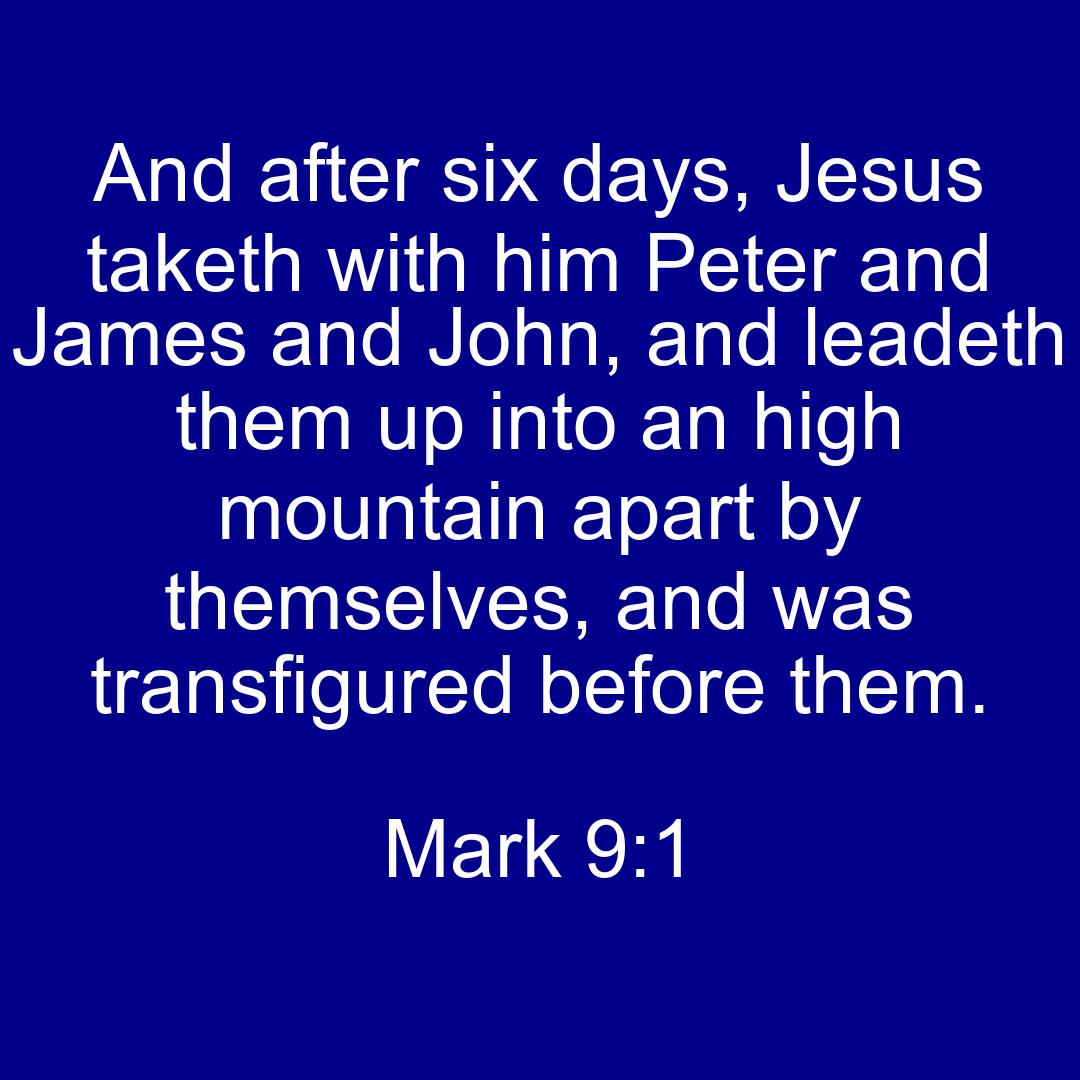 And after six days, Jesus
taketh with him Peter and
James and John, and leadeth
them up into an high
mountain apart by
themselves, and was
transfigured before them.
Mark 9:1